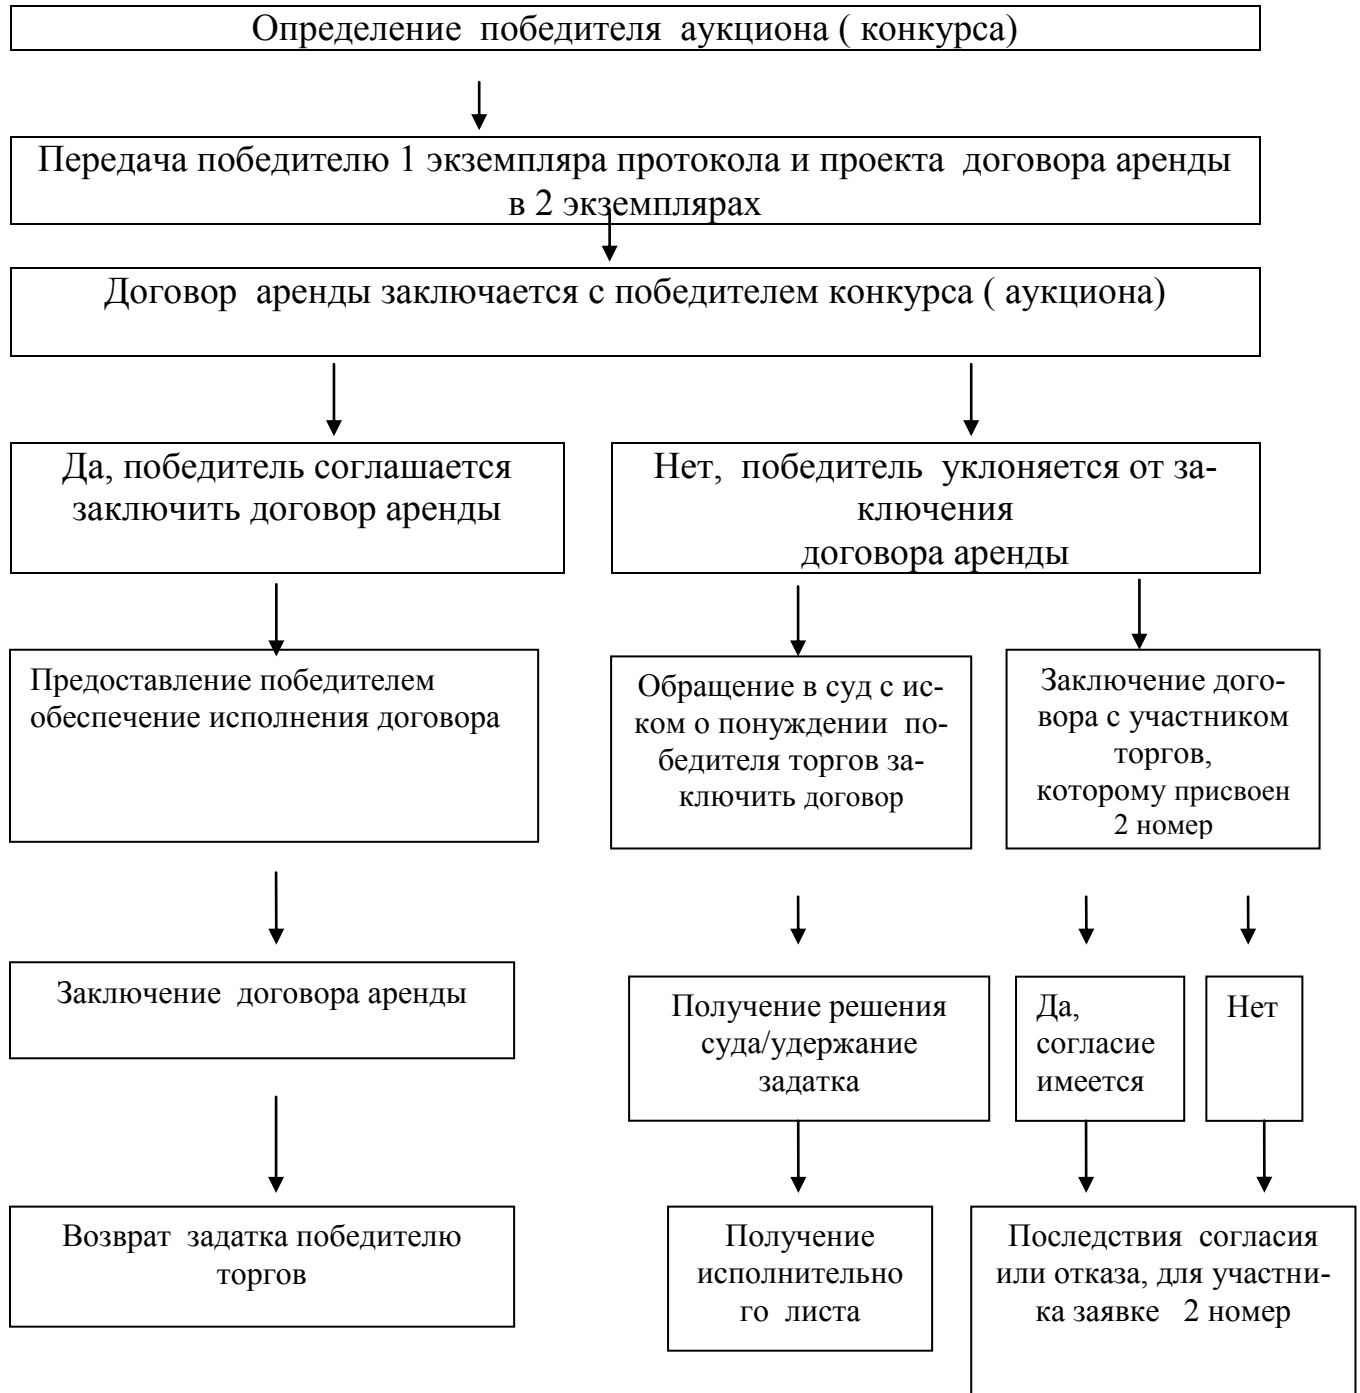 Определение победителя аукциона ( конкурса)
Передача победителю 1 экземпляра протокола и проекта договора аренды
в 2 экземплярах
Договор аренды заключается с победителем конкурса ( аукциона)
Да, победитель соглашается
заключить договор аренды
Нет, победитель уклоняется от за-
ключения
договора аренды
Предоставление победителем
обеспечение исполнения договора
Обращение в суд с ис-
ком о понуждении по-
бедителя торгов за-
ключить договор
Заключение дого-
вора с участником
торгов,
которому присвоен
2 номер
Заключение договора аренды
Получение решения
суда/удержание
задатка
Да,
согласие
имеется
Нет
Возврат задатка победителю
торгов
Получение
исполнительно
го листа
Последствия согласия
или отказа, для участни-
ка заявке 2 номер